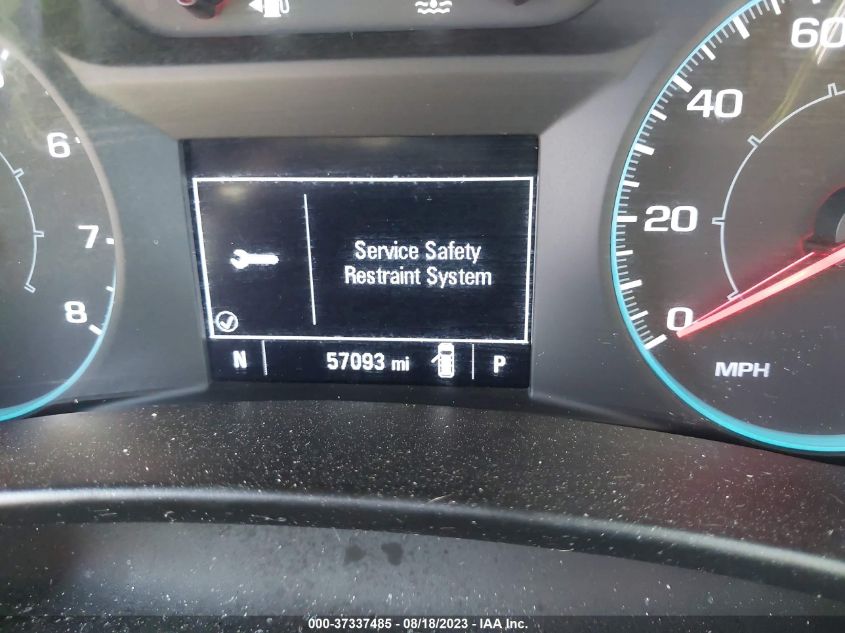 60
40
20
0
MPH
6
7
8
Service Safety
Restraint System
N
57093 mi
P
000-37337485 - 08/18/2023 - IAA Inc.